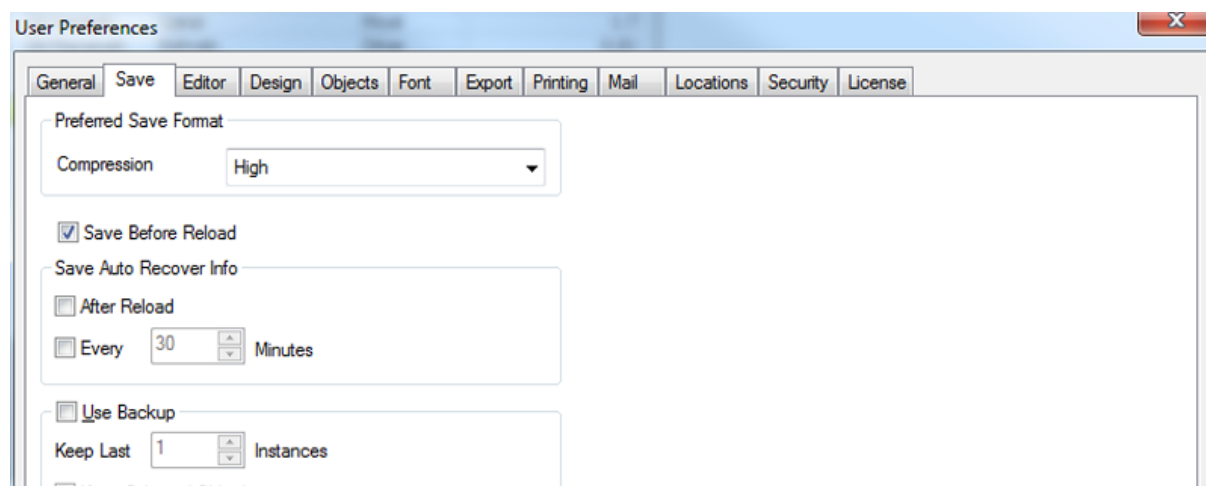 User Preferences
General Save Editor Design Objects Font Export Printing Mail Locations Security License
Preferred Save Format
Compression High
Save Before Reload
Save Auto Recover Info
After Reload
Every 30 Minutes
Use Backup
Keep Last 1 Instances